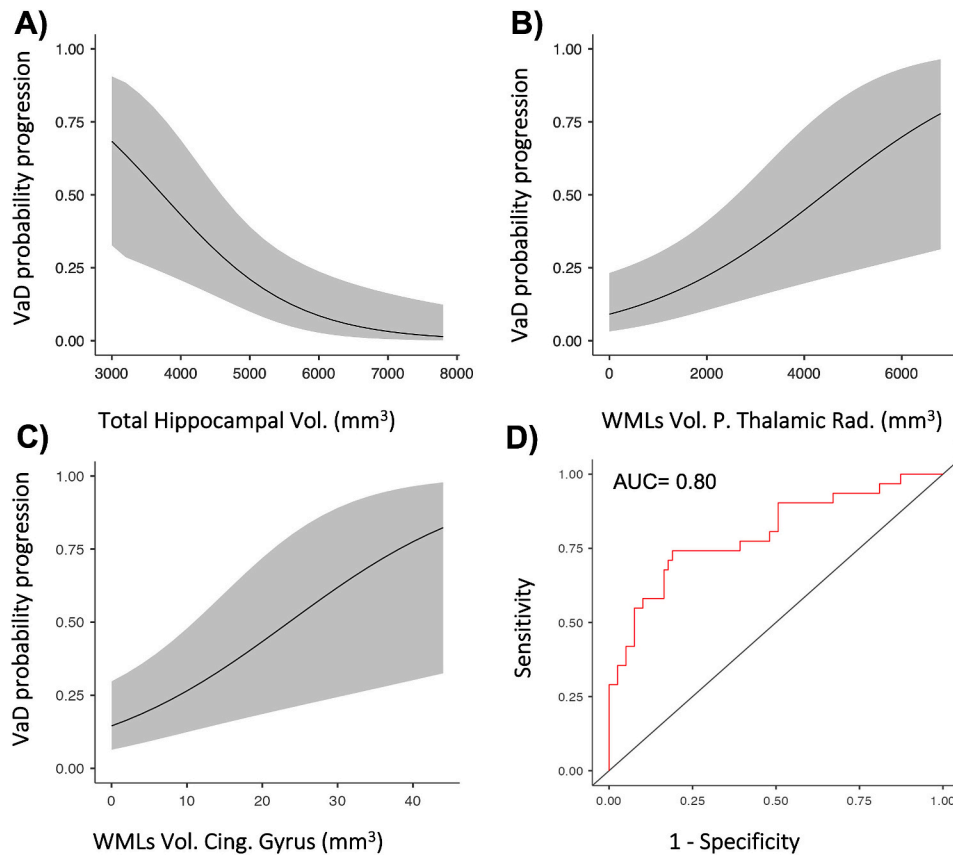 A)
VaD probability progression
1.00
0.75
0.50
0.25
0.00
3000 4000 5000 6000 7000 8000
Total Hippocampal Vol. (mm³)
B)
VaD probability progression
1.00
0.75
0.50
0.25
0.00
0 2000 4000 6000
WMLs Vol. P. Thalamic Rad. (mm³)
C)
VaD probability progression
1.00
0.75
0.50
0.25
0.00
0 10 20 30 40
WMLs Vol. Cing. Gyrus (mm³)
D)
AUC= 0.80
Sensitivity
1.00
0.75
0.50
0.25
0.00
0.00 0.25 0.50 0.75 1.00
1 - Specificity